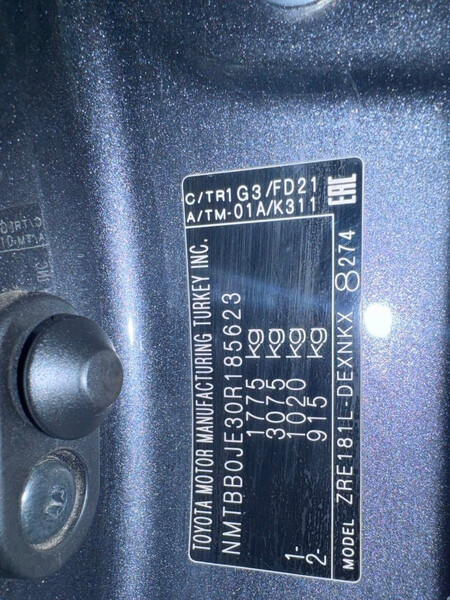 TOYOTA MOTOR MANUFACTURING TURKEY INC.
NMTBB0JE30R185623
1775 kg
3075 kg
1- 1020 kg
2- 915 kg
MODEL ZRE181L-DEXNKX 8274
C/TR1G3/FD21
A/TM-01A/K311
EAC